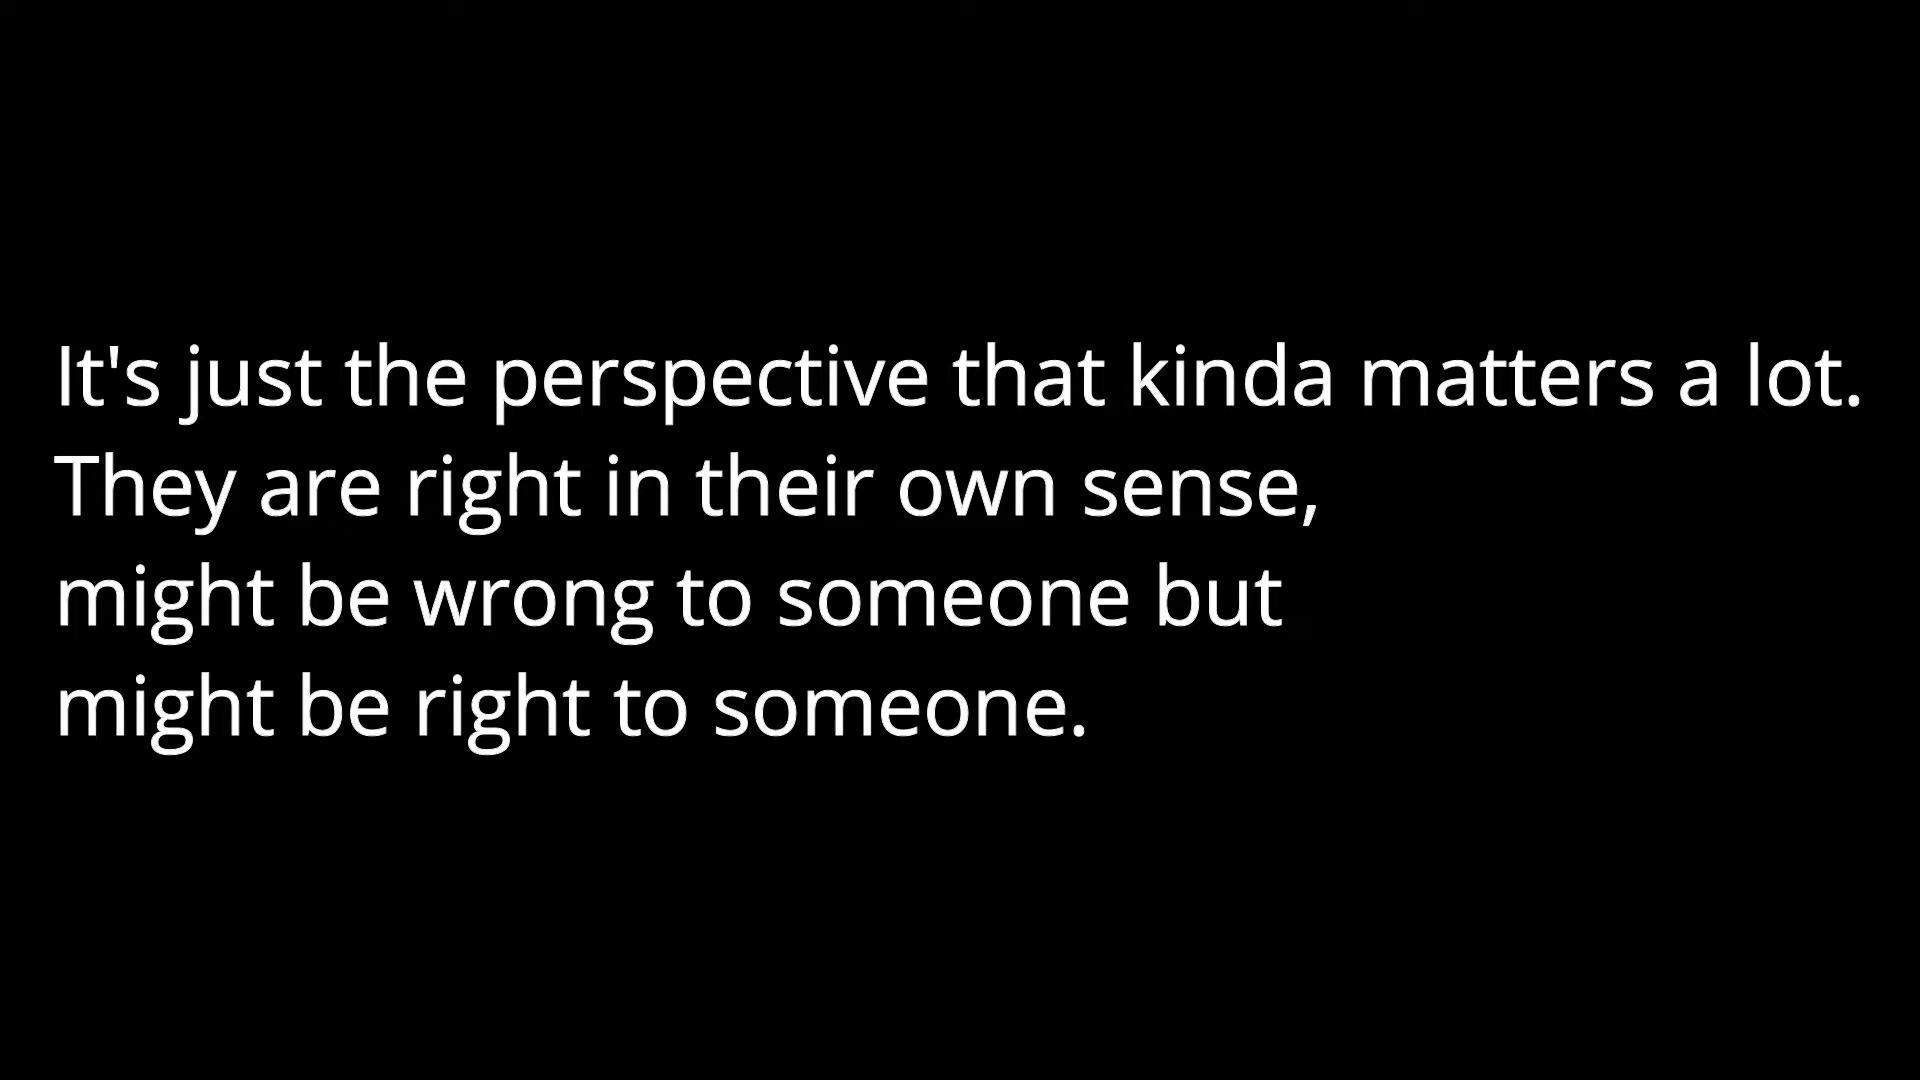 It's just the perspective that kinda matters a lot.
They are right in their own sense,
might be wrong to someone but
might be right to someone.